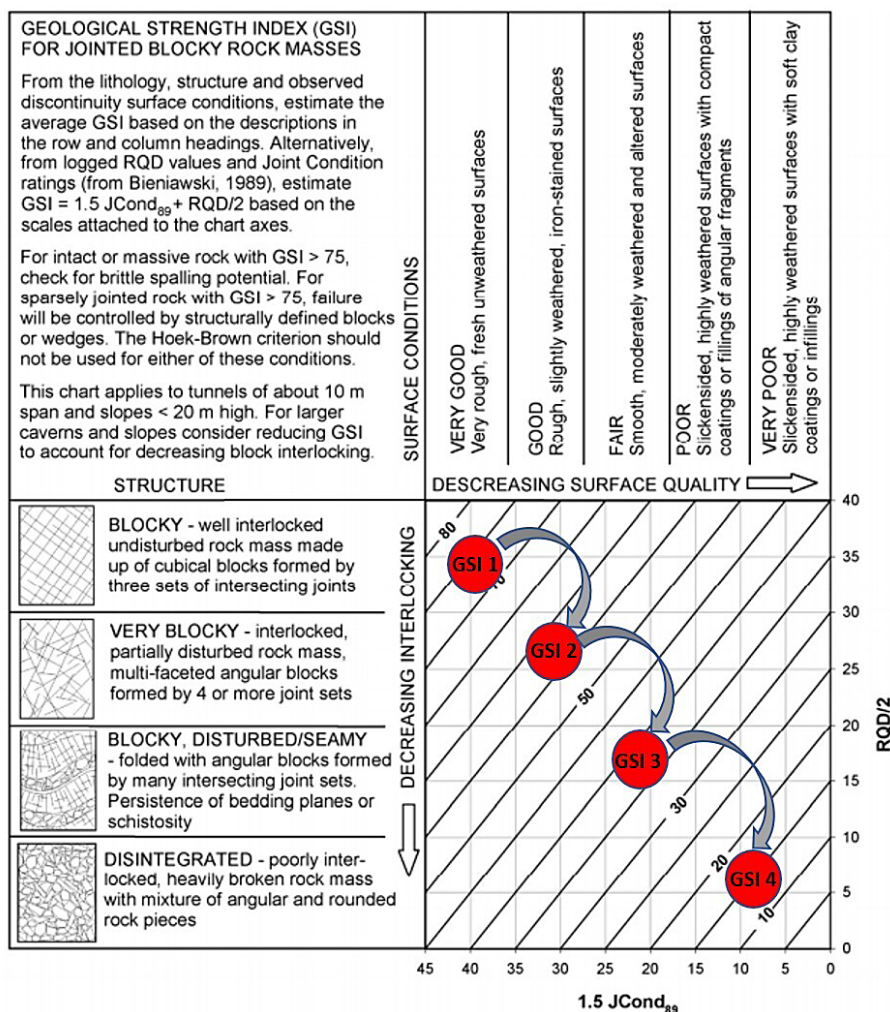 GEOLOGICAL STRENGTH INDEX (GSI)
FOR JOINTED BLOCKY ROCK MASSES
From the lithology, structure and observed
discontinuity surface conditions, estimate the
average GSI based on the descriptions in
the row and column headings. Alternatively,
from logged RQD values and Joint Condition
ratings (from Bieniawski, 1989), estimate
GSI = 1.5 JCond89 + RQD/2 based on the
scales attached to the chart axes.
For intact or massive rock with GSI > 75,
check for brittle spalling potential. For
sparsely jointed rock with GSI > 75, failure
will be controlled by structurally defined blocks
or wedges. The Hoek-Brown criterion should
not be used for either of these conditions.
This chart applies to tunnels of about 10 m
span and slopes < 20 m high. For larger
caverns and slopes consider reducing GSI
to account for decreasing block interlocking.
SURFACE CONDITIONS
VERY GOOD
Very rough, fresh unweathered surfaces
GOOD
Rough, slightly weathered, iron-stained surfaces
FAIR
Smooth, moderately weathered and altered surfaces
POOR
Slickensided, highly weathered surfaces with compact
coatings or fillings of angular fragments
VERY POOR
Slickensided, highly weathered surfaces with soft clay
coatings or infillings
STRUCTURE
DESCREASING SURFACE QUALITY
BLOCKY - well interlocked
undisturbed rock mass made
up of cubical blocks formed by
three sets of intersecting joints
VERY BLOCKY - interlocked,
partially disturbed rock mass,
multi-faceted angular blocks
formed by 4 or more joint sets
BLOCKY, DISTURBED/SEAMY
- folded with angular blocks formed
by many intersecting joint sets.
Persistence of bedding planes or
schistosity
DISINTEGRATED - poorly inter-
locked, heavily broken rock mass
with mixture of angular and rounded
rock pieces
DECREASING INTERLOCKING
80
GSI 1
GSI 2
50
GSI 3
30
20
GSI 4
10
40
35
30
25
20
15
10
5
0
RQD/2
45 40 35 30 25 20 15 10 5 0
1.5 JCond89